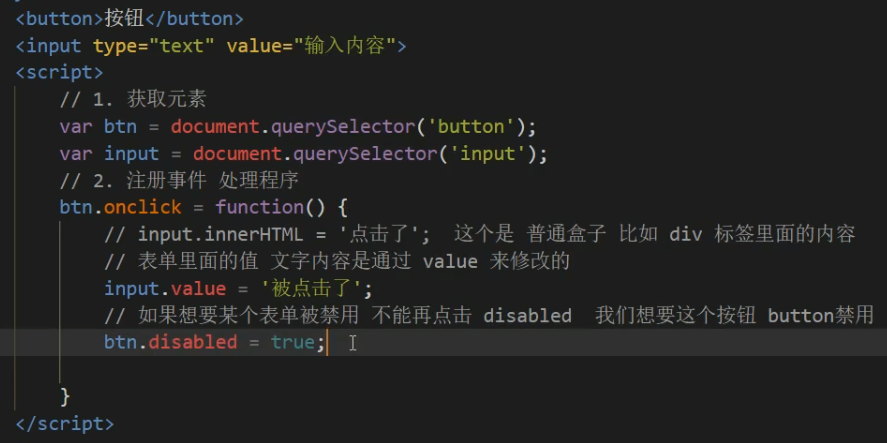 <button>按钮</button>
<input type="text" value="输入内容">
<script>
// 1. 获取元素
var btn = document.querySelector('button');
var input = document.querySelector('input');
// 2. 注册事件 处理程序
btn.onclick = function() {
// input.innerHTML = '点击了'; 这个是 普通盒子 比如 div 标签里面的内容
// 表单里面的值 文字内容是通过 value 来修改的
input.value = '被点击了';
// 如果想要某个表单被禁用 不能再点击 disabled 我们想要这个按钮 button禁用
btn.disabled = true;
}
</script>